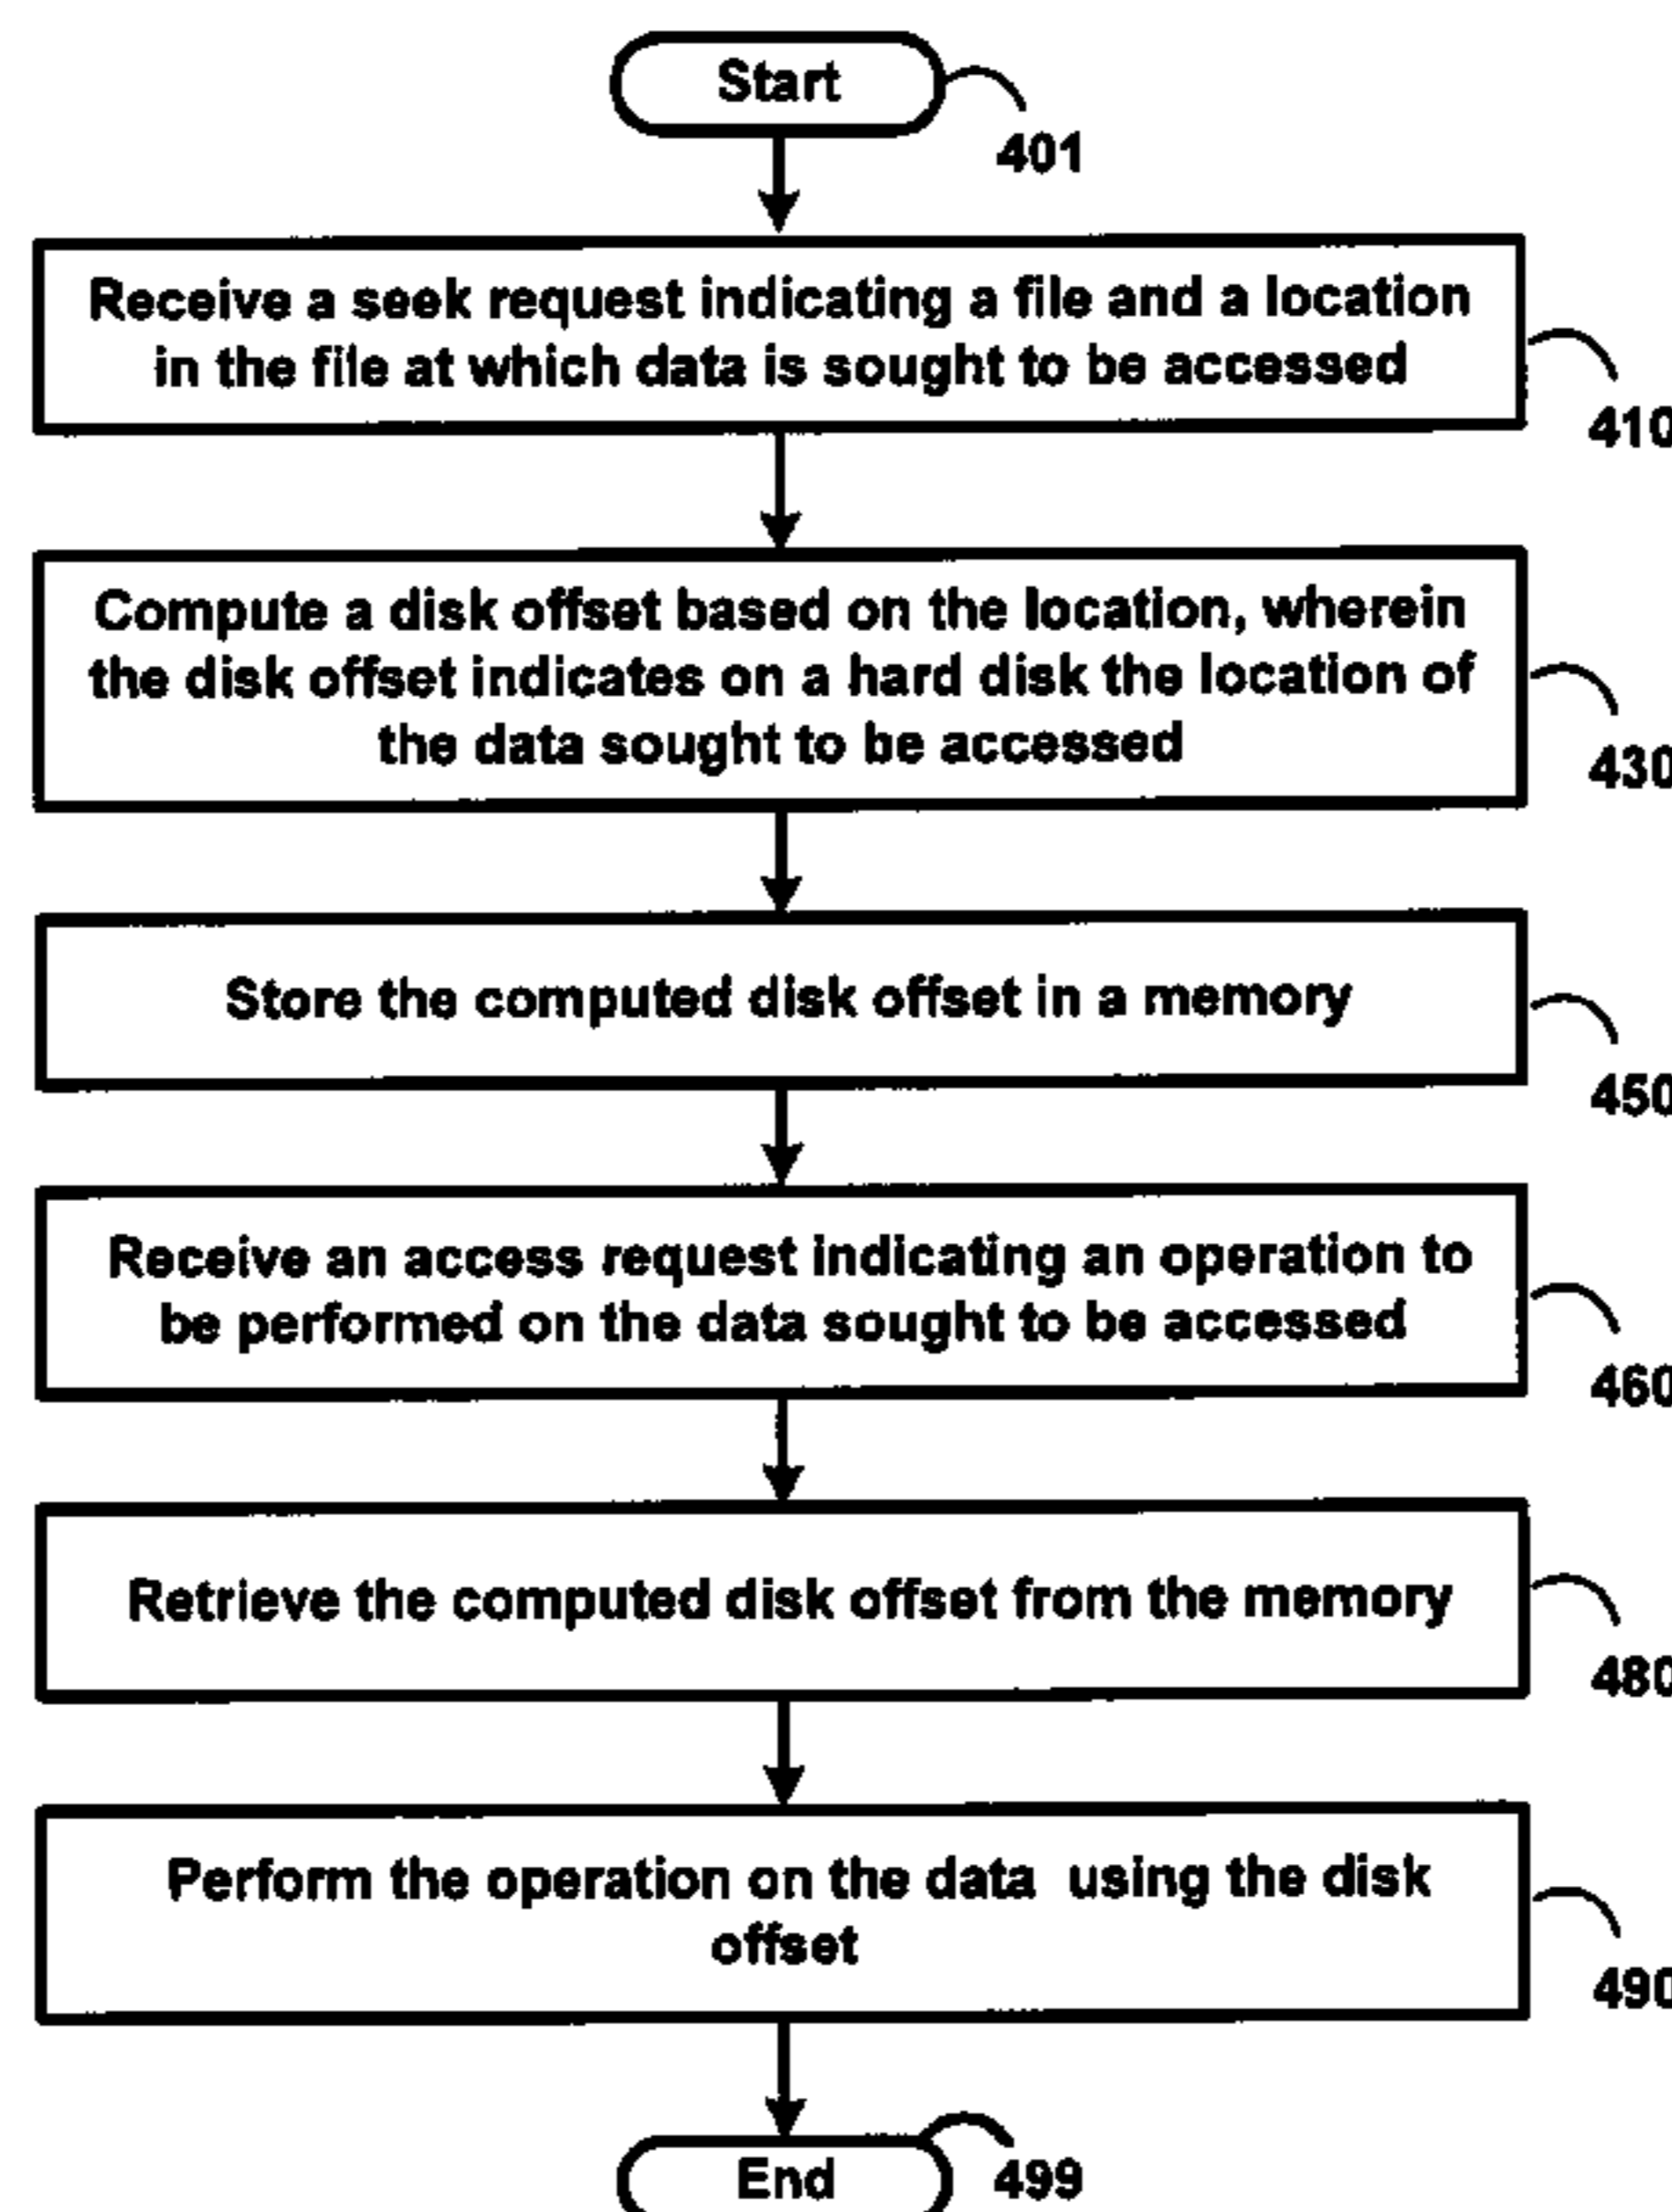 Start
401
Receive a seek request indicating a file and a location
in the file at which data is sought to be accessed
410
Compute a disk offset based on the location, wherein
the disk offset indicates on a hard disk the location of
the data sought to be accessed
430
Store the computed disk offset in a memory
450
Receive an access request indicating an operation to
be performed on the data sought to be accessed
460
Retrieve the computed disk offset from the memory
480
Perform the operation on the data using the disk
offset
490
End
499